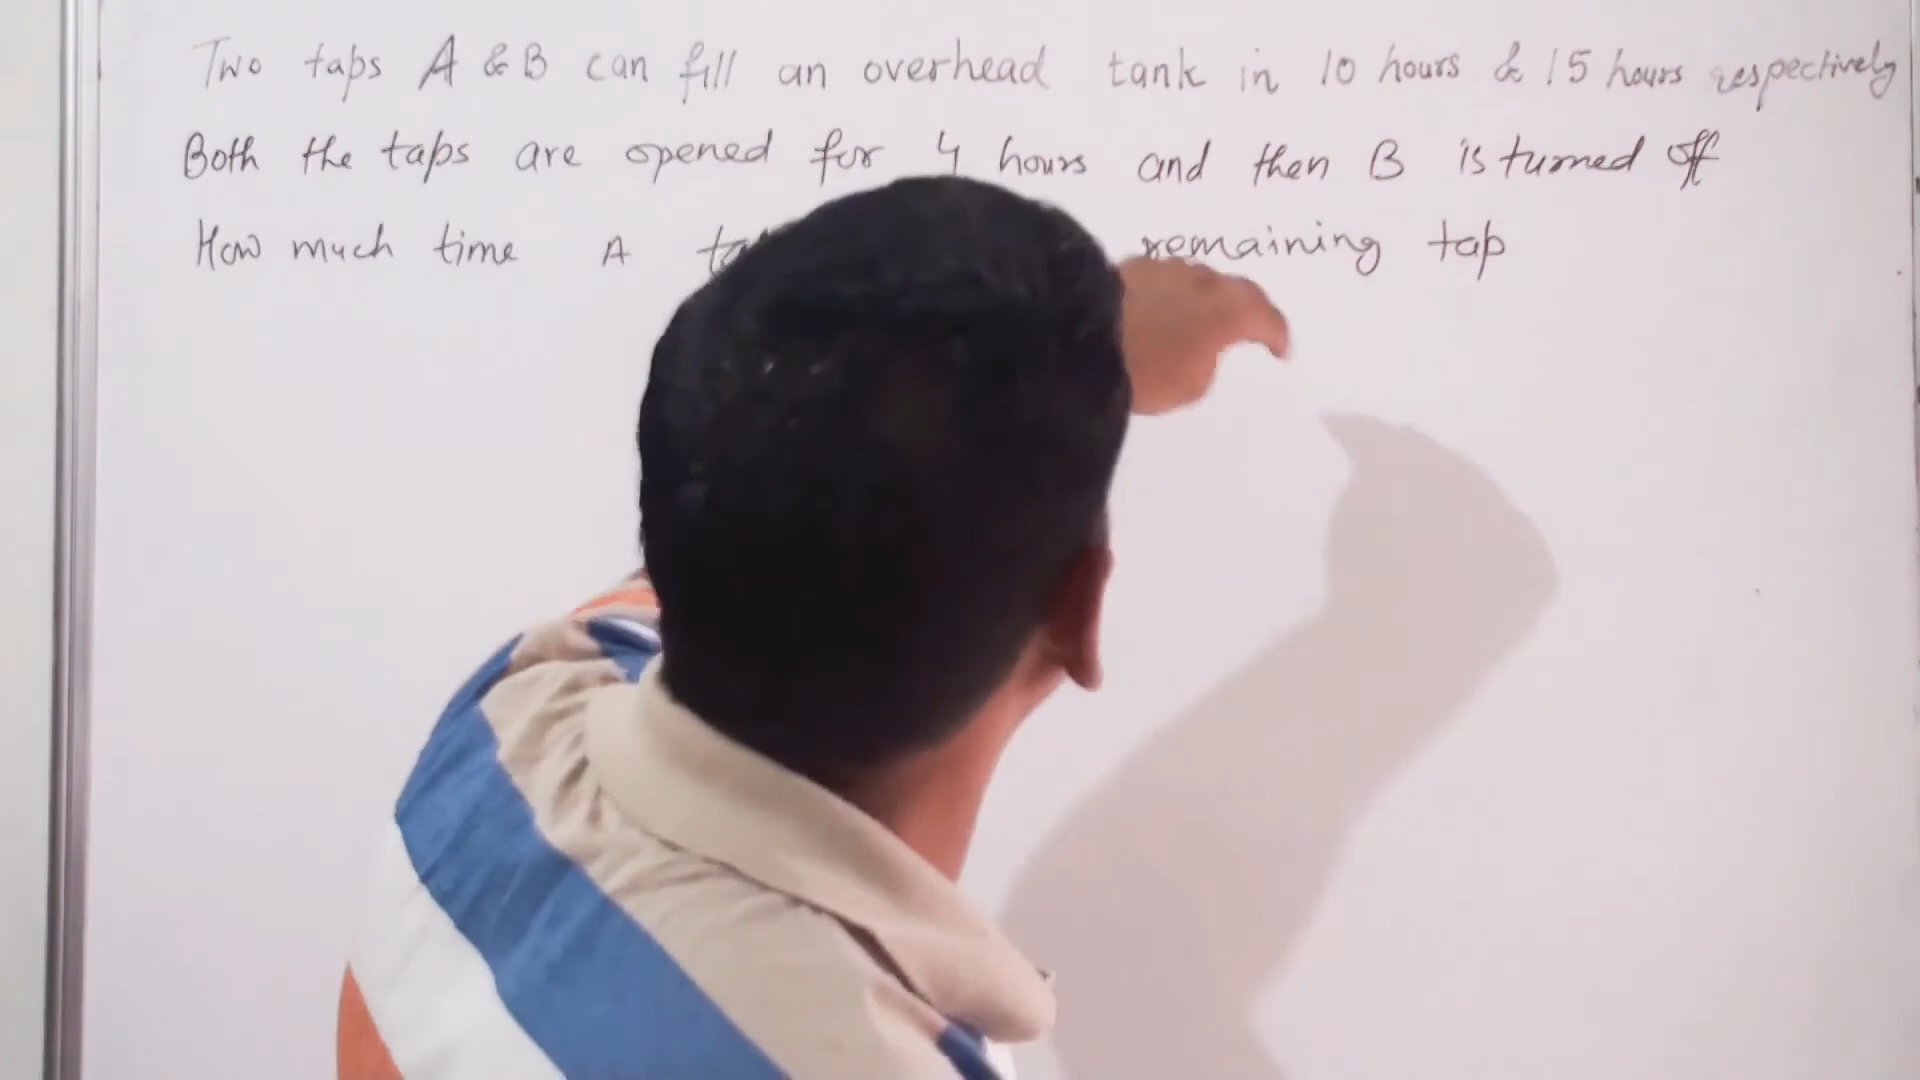 Two taps A & B can fill an overhead tank in 10 hours & 15 hours respectively
Both the taps are opened for 4 hours and then B is turned off
How much time A remaining tap